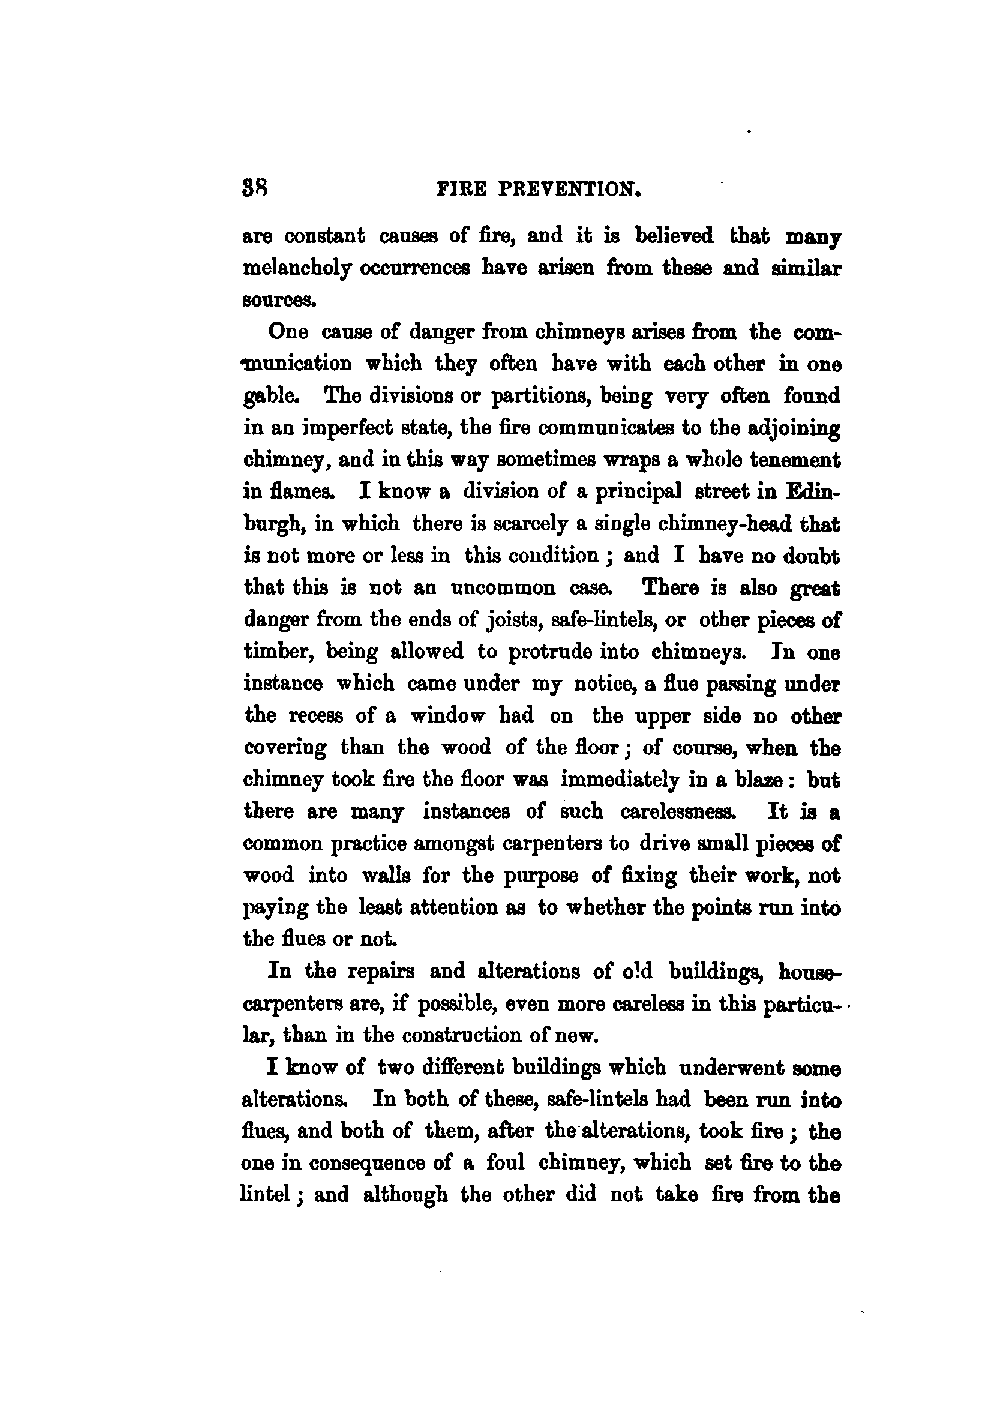 38 FIRE PREVENTION.
are constant causes of fire, and it is believed that many
melancholy occurrences have arisen from these and similar
sources.
One cause of danger from chimneys arises from the com-
munication which they often have with each other in one
gable. The divisions or partitions, being very often found
in an imperfect state, the fire communicates to the adjoining
chimney, and in this way sometimes wraps a whole tenement
in flames. I know a division of a principal street in Edin-
burgh, in which there is scarcely a single chimney-head that
is not more or less in this condition; and I have no doubt
that this is not an uncommon case. There is also great
danger from the ends of joists, safe-lintels, or other pieces of
timber, being allowed to protrude into chimneys. In one
instance which came under my notice, a flue passing under
the recess of a window had on the upper side no other
covering than the wood of the floor; of course, when the
chimney took fire the floor was immediately in a blaze: but
there are many instances of such carelessness. It is a
common practice amongst carpenters to drive small pieces of
wood into walls for the purpose of fixing their work, not
paying the least attention as to whether the points run into
the flues or not.
In the repairs and alterations of old buildings, house-
carpenters are, if possible, even more careless in this particu-
lar, than in the construction of new.
I know of two different buildings which underwent some
alterations. In both of these, safe-lintels had been run into
flues, and both of them, after the alterations, took fire; the
one in consequence of a foul chimney, which set fire to the
lintel; and although the other did not take fire from the